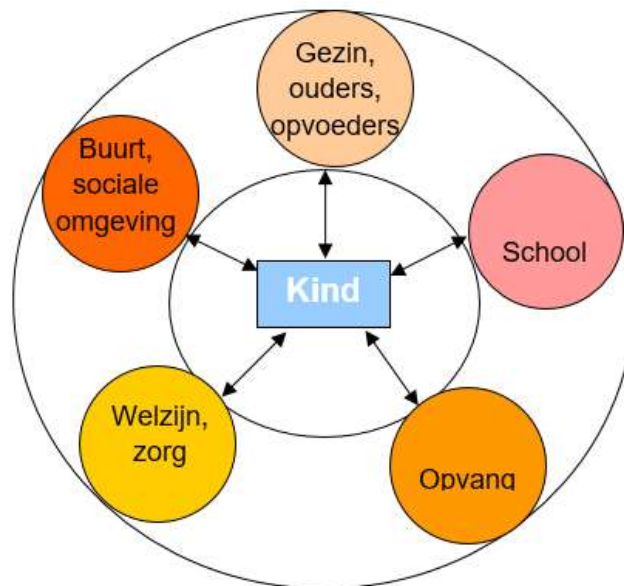 Gezin,
ouders,
opvoeders
Buurt,
sociale
omgeving
School
Kind
Welzijn,
zorg
Opvang